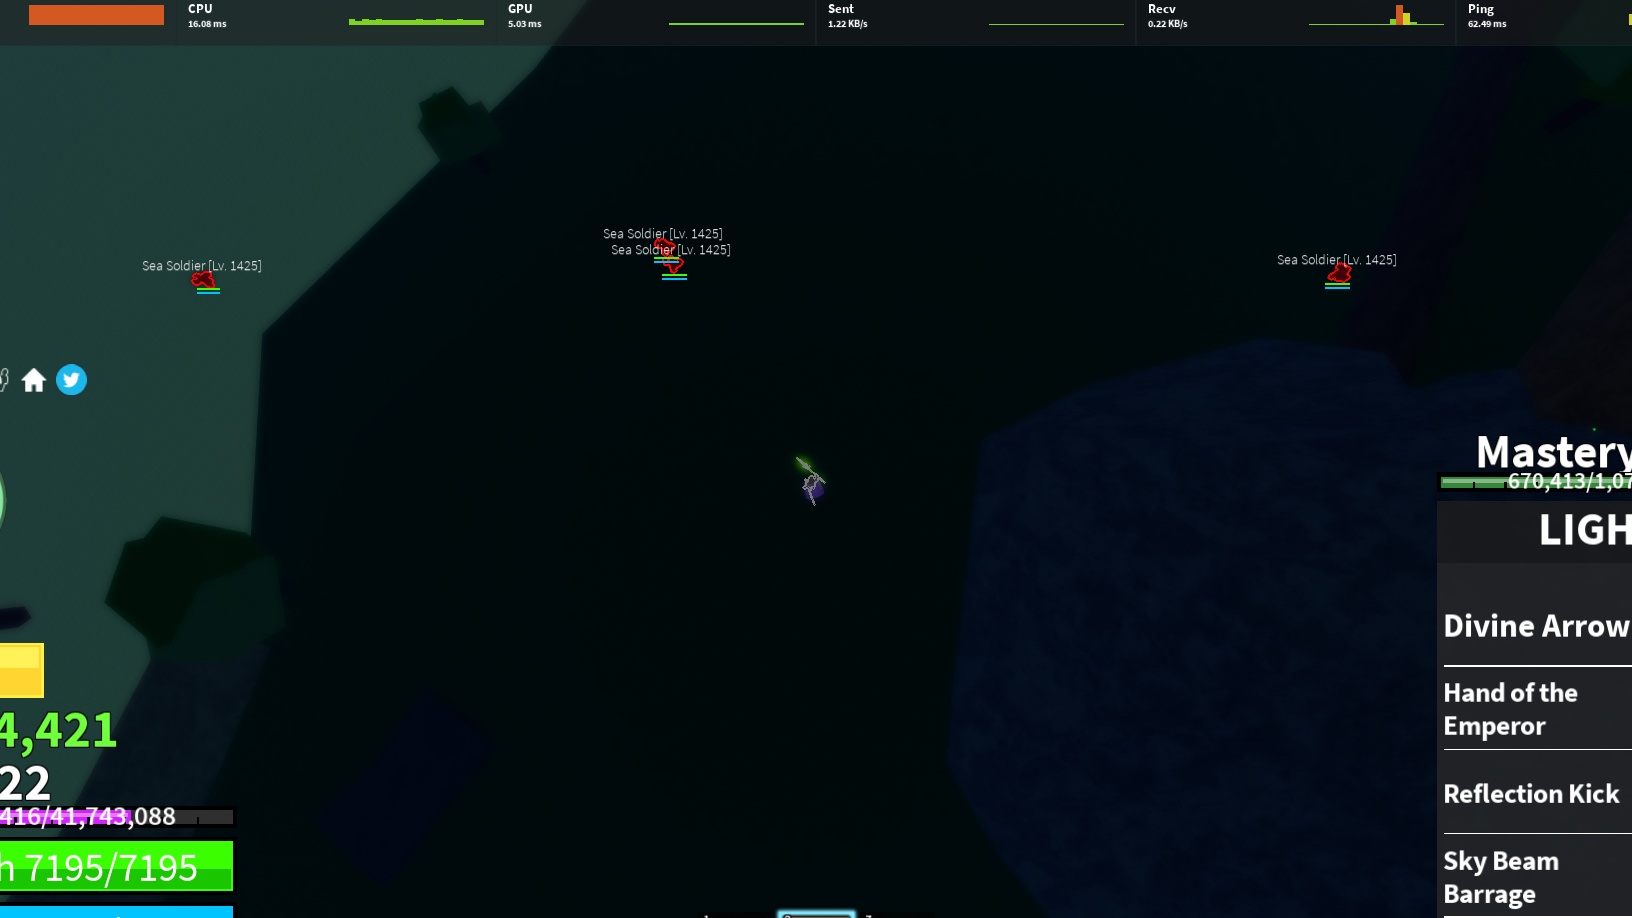 CPU
16.08 ms
GPU
5.03 ms
Sent
1.22 KB/s
Recv
0.22 KB/s
Ping
62.49 ms
Sea Soldier [Lv. 1425]
Sea Soldier [Lv. 1425]
Sea Soldier [Lv. 1425]
Sea Soldier [Lv. 1425]
Mastery
670,413/1,07
LIGH
Divine Arrow
Hand of the
Emperor
Reflection Kick
Sky Beam
Barrage
4,421
22
416/41,743,088
h 7195/7195